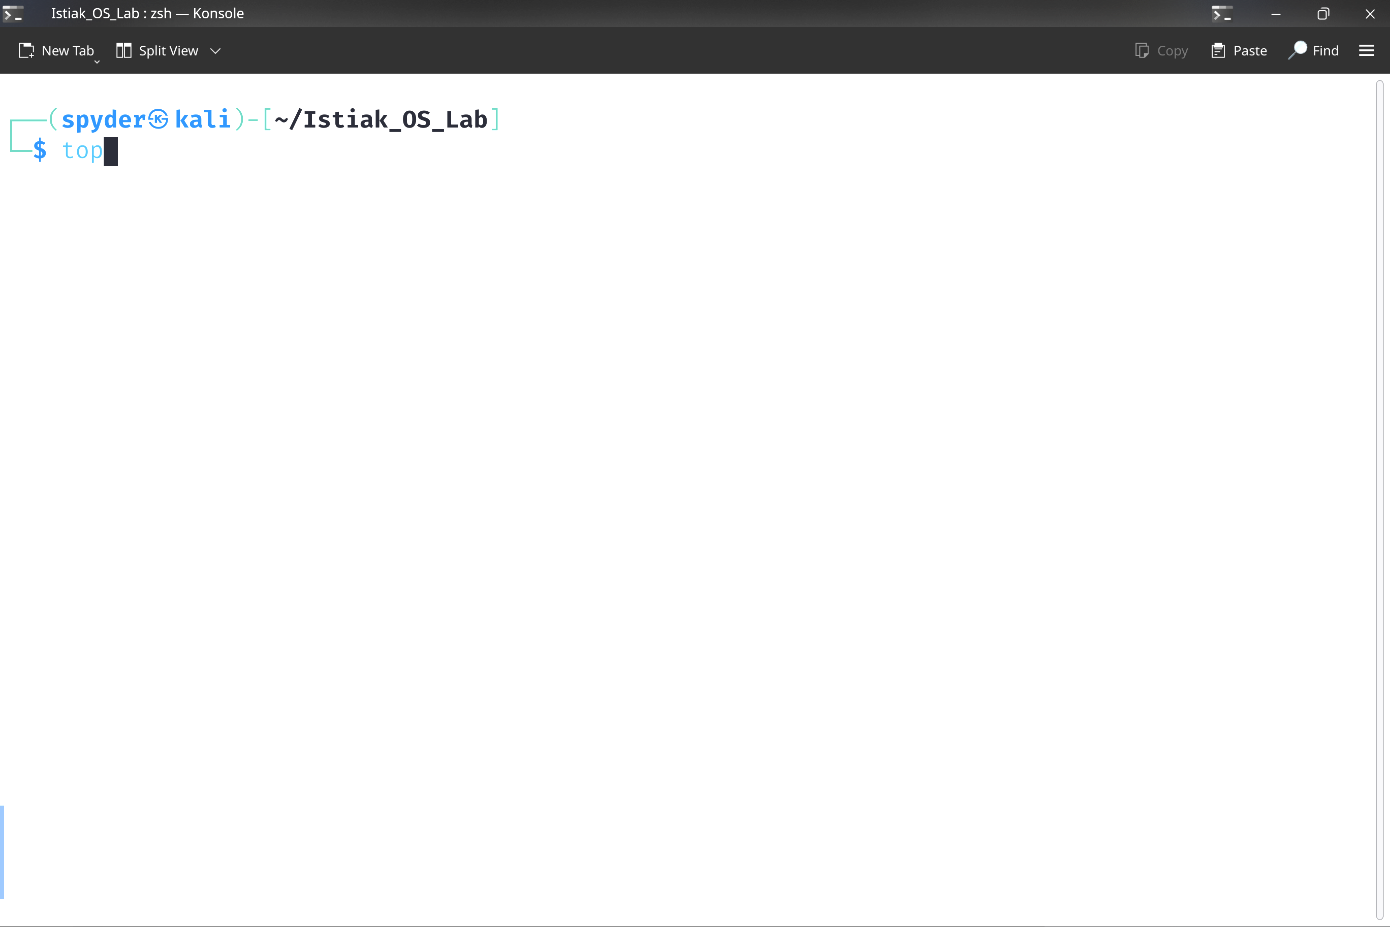 Istiak_OS_Lab : zsh — Konsole
New Tab Split View Copy Paste Find
(spyder㉿kali)-[~/Istiak_OS_Lab]
$ top